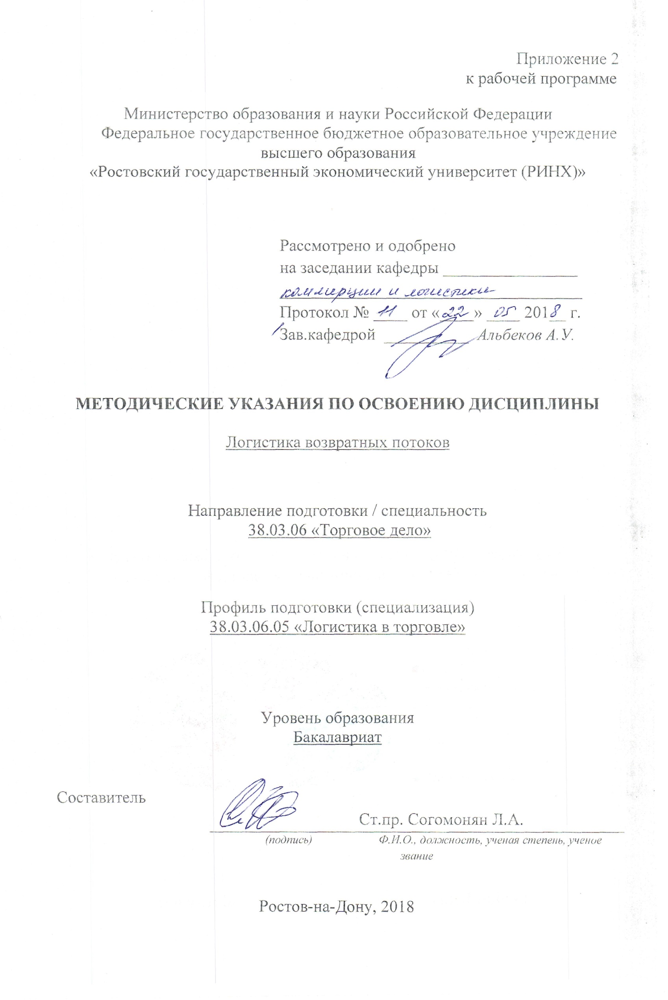 Приложение 2
к рабочей программе
Министерство образования и науки Российской Федерации
Федеральное государственное бюджетное образовательное учреждение
высшего образования
«Ростовский государственный экономический университет (РИНХ)»
Рассмотрено и одобрено
на заседании кафедры
коммерции и логистики
Протокол № 11 от «22» 05 2018 г.
Зав.кафедрой Альбеков А. У.
МЕТОДИЧЕСКИЕ УКАЗАНИЯ ПО ОСВОЕНИЮ ДИСЦИПЛИНЫ
Логистика возвратных потоков
Направление подготовки / специальность
38.03.06 «Торговое дело»
Профиль подготовки (специализация)
38.03.06.05 «Логистика в торговле»
Уровень образования
Бакалавриат
Составитель
Ст.пр. Согомонян Л.А.
(подпись) Ф.И.О., должность, ученая степень, ученое
звание
Ростов-на-Дону, 2018